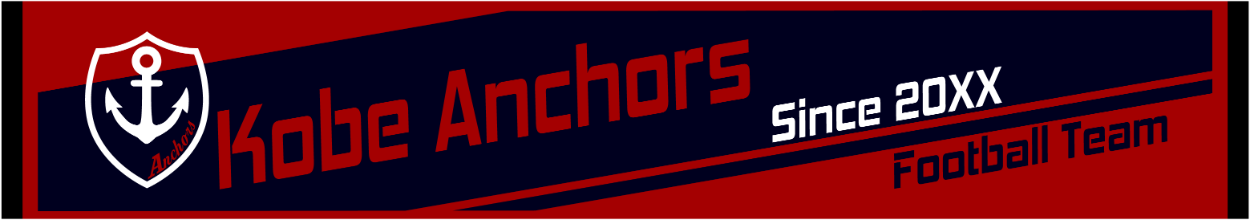 Anchors
Kobe Anchors
Since 20XX
Football Team